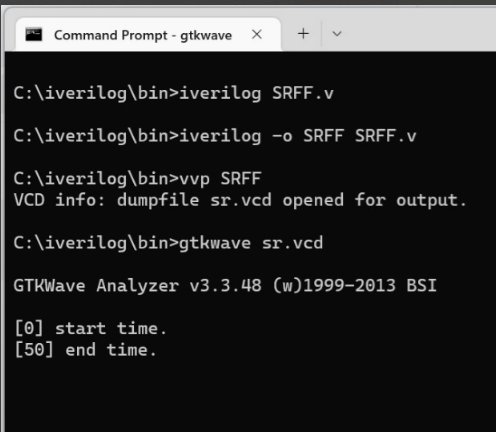 Command Prompt - gtkwave
C:\iverilog\bin>iverilog SRFF.v
C:\iverilog\bin>iverilog -o SRFF SRFF.v
C:\iverilog\bin>vvp SRFF
VCD info: dumpfile sr.vcd opened for output.
C:\iverilog\bin>gtkwave sr.vcd
GTKWave Analyzer v3.3.48 (w)1999-2013 BSI
[0] start time.
[50] end time.